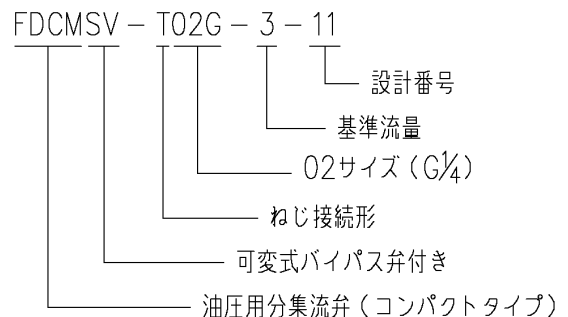 FDCMSV-T02G-3-11
設計番号
基準流量
02サイズ(G1/4)
ねじ接続形
可変式バイパス弁付き
油圧用分集流弁(コンパクトタイプ)